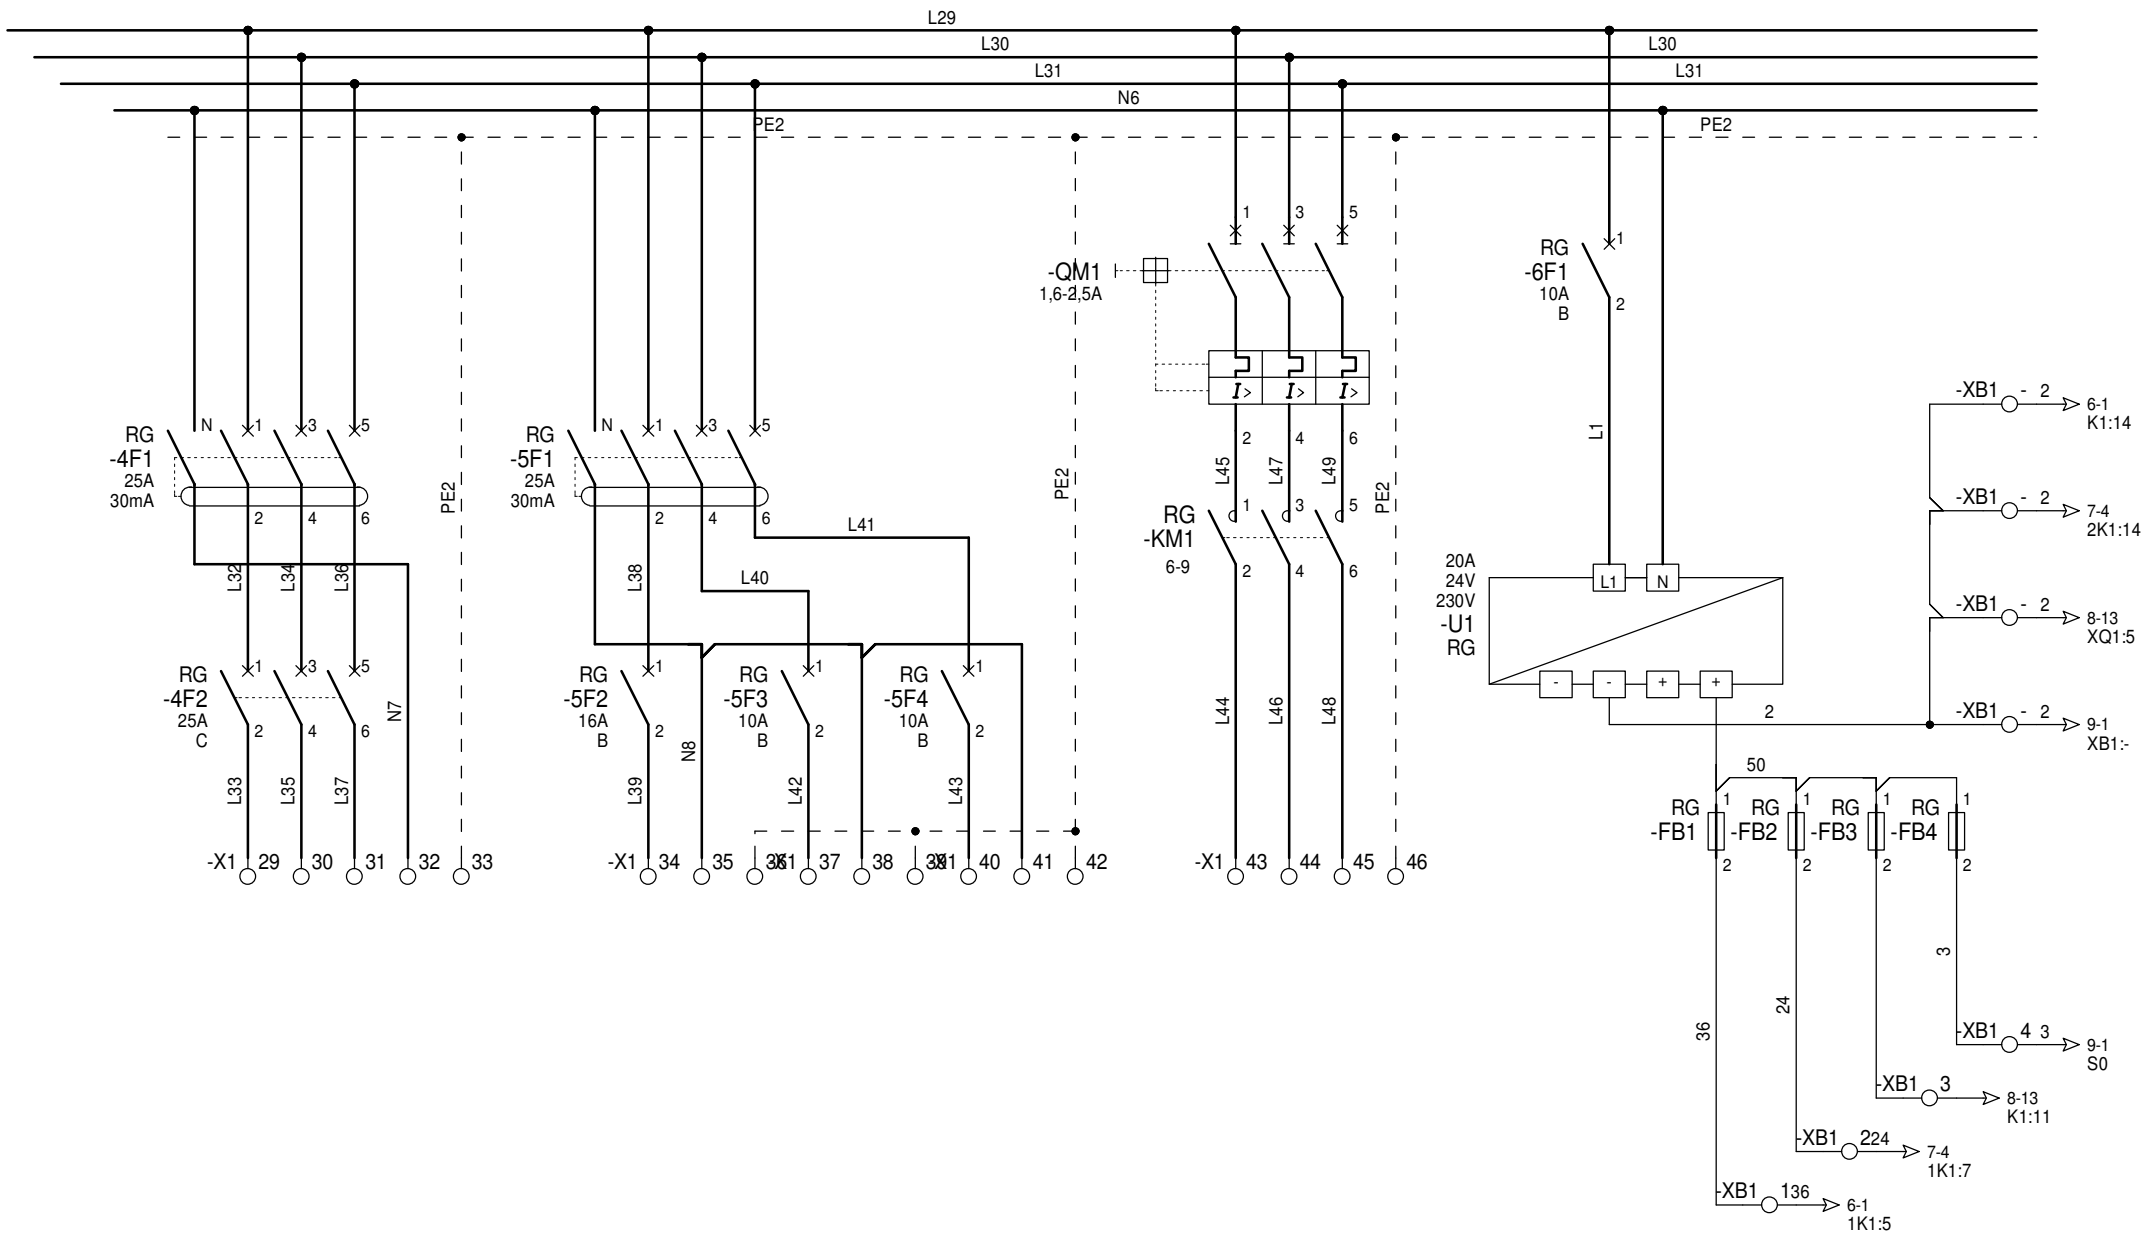 L29
L30 L30
L31 L31
N6
PE2 PE2
1 3 5
-QM1
1,6-2,5A
I> I> I>
2 4 6
L45 L47 L49
PE2 PE2 PE2
RG
-6F1
10A
B
1
2
L1
RG
-4F1
25A
30mA
N 1 3 5
2 4 6
L32 L34 L36
RG
-5F1
25A
30mA
N 1 3 5
2 4 6
L41
L38 L40
RG
-KM1
6-9
1 3 5
2 4 6
L44 L46 L48
20A
24V
230V
-U1
RG
L1 N
- - + +
2
-XB1 - 2
6-1
K1:14
-XB1 - 2
7-4
2K1:14
-XB1 - 2
8-13
XQ1:5
-XB1 - 2
9-1
XB1:-
RG
-4F2
25A
C
1 3 5
2 4 6
N7
L33 L35 L37
RG
-5F2
16A
B
1
2
N8
L39
RG
-5F3
10A
B
1
2
L42
RG
-5F4
10A
B
1
2
L43
50
RG
-FB1
1
2
RG
-FB2
1
2
RG
-FB3
1
2
RG
-FB4
1
2
-X1 29 30 31 32 33
-X1 34 35 36 -X1 37 38 39 -X1 40 41 42
-X1 43 44 45 46
36 24 3
-XB1 4 3
9-1
S0
-XB1 3
8-13
K1:11
-XB1 2 24
7-4
1K1:7
-XB1 1 36
6-1
1K1:5